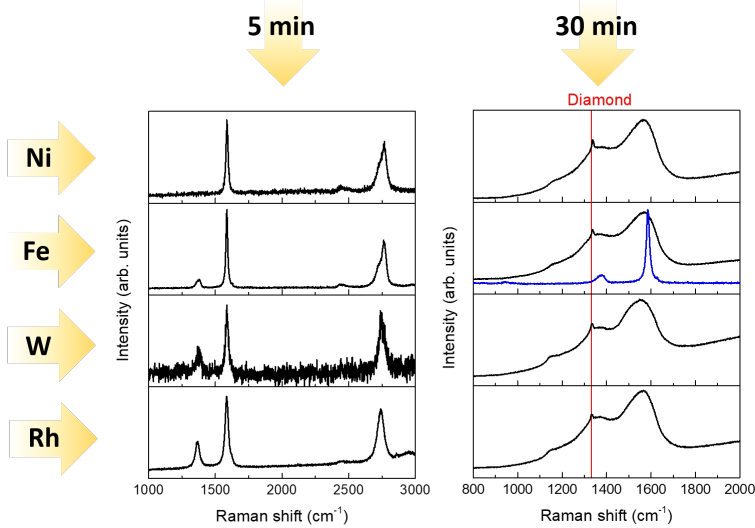 5 min
30 min
Diamond
Ni
Fe
W
Rh
Intensity (arb. units)
Intensity (arb. units)
1000 1500 2000 2500 3000
800 1000 1200 1400 1600 1800 2000
Raman shift (cm⁻¹)
Raman shift (cm⁻¹)